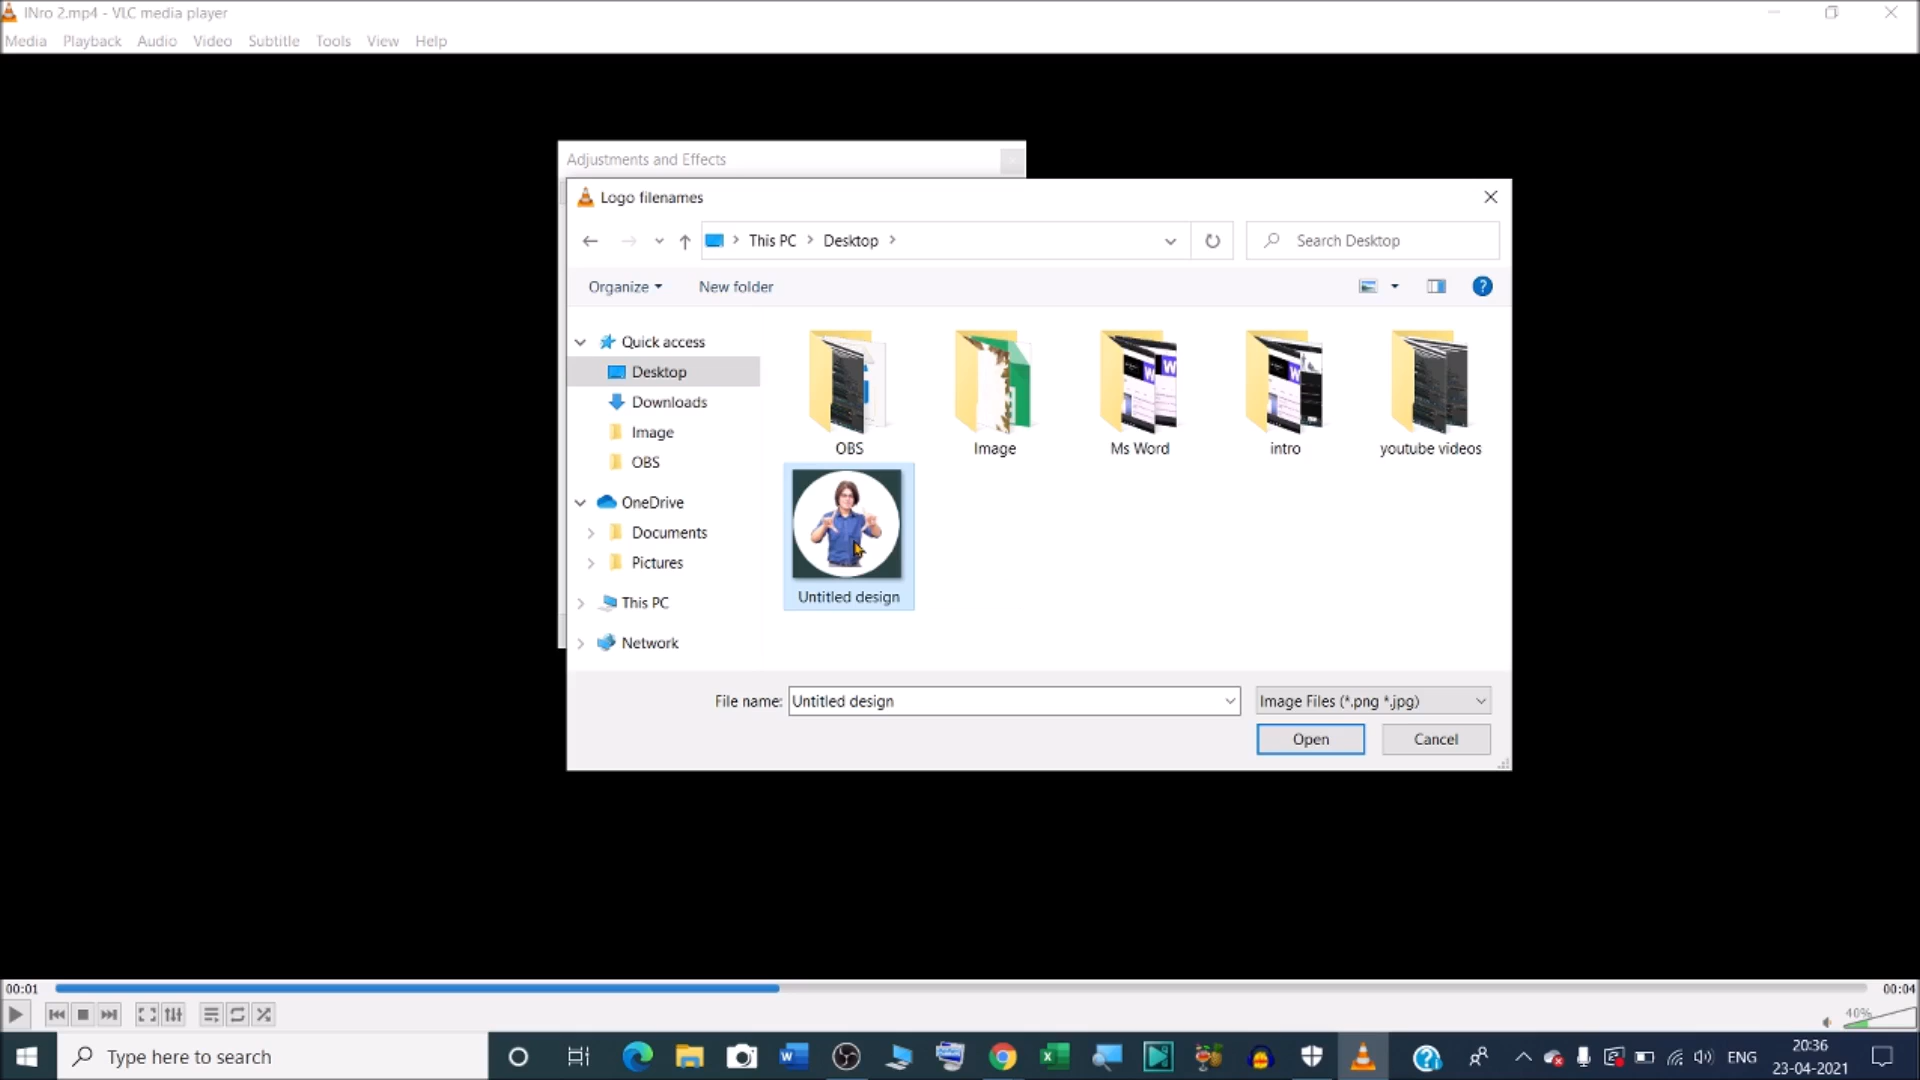 INro 2.mp4 - VLC media player
Media Playback Audio Video Subtitle Tools View Help
Adjustments and Effects
Logo filenames
This PC Desktop
Search Desktop
Organize New folder
?
Quick access
Desktop
Downloads
Image
OBS
OneDrive
Documents
Pictures
This PC
Network
OBS Image Ms Word intro youtube videos
Untitled design
File name: Untitled design Image Files (*.png *.jpg)
Open Cancel
00:01 00:04
40%
Type here to search
ENG
20:36
23-04-2021